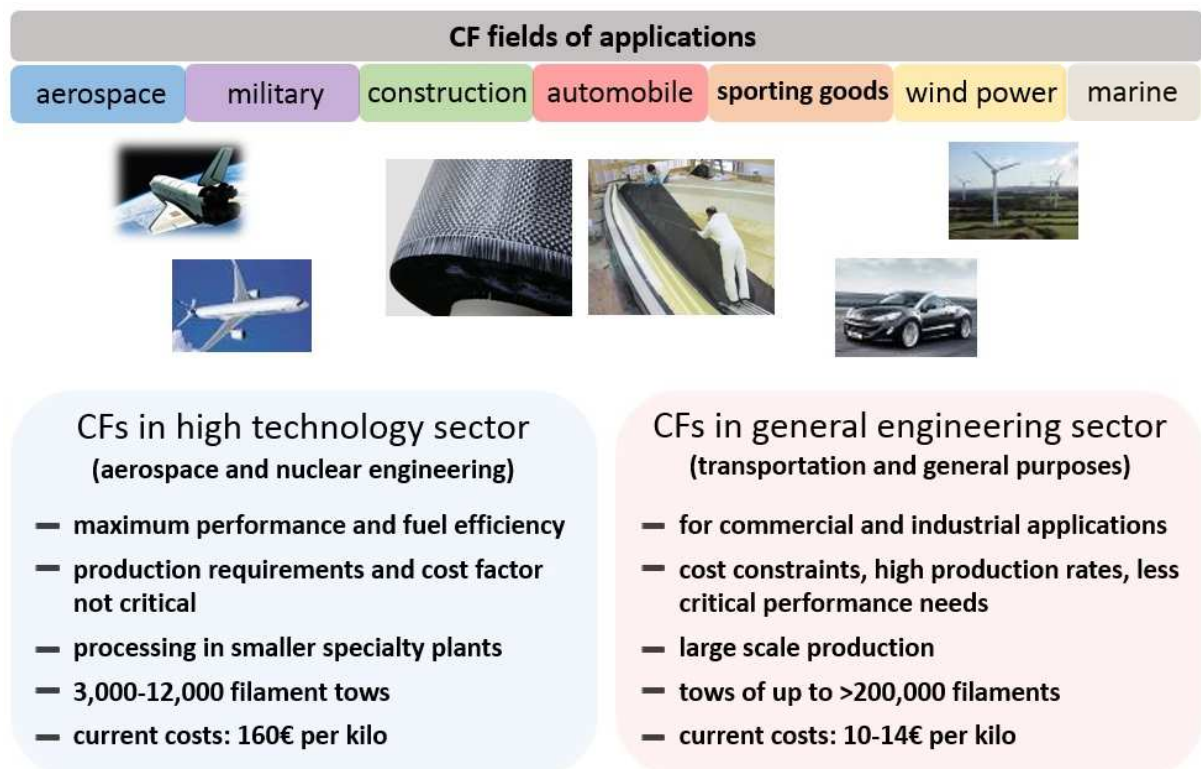 CF fields of applications
aerospace military construction automobile sporting goods wind power marine
CFs in high technology sector
(aerospace and nuclear engineering)
— maximum performance and fuel efficiency
— production requirements and cost factor
not critical
— processing in smaller specialty plants
— 3,000-12,000 filament tows
— current costs: 160€ per kilo
CFs in general engineering sector
(transportation and general purposes)
— for commercial and industrial applications
— cost constraints, high production rates, less
critical performance needs
— large scale production
— tows of up to >200,000 filaments
— current costs: 10-14€ per kilo